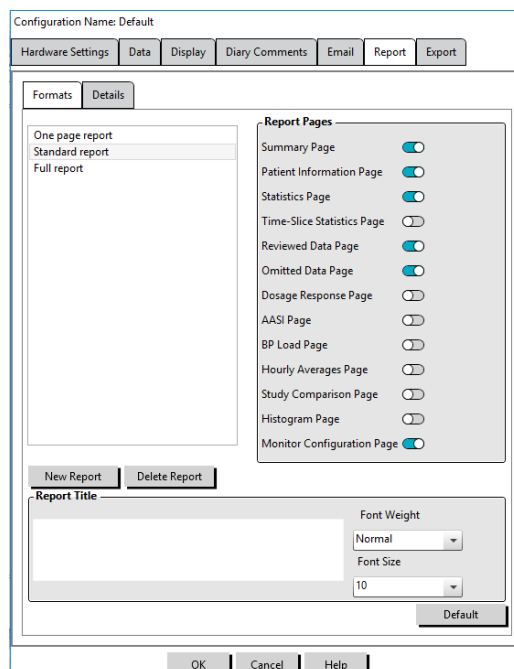 Configuration Name: Default
Hardware Settings Data Display Diary Comments Email Report Export
Formats Details
One page report
Standard report
Full report
Report Pages
Summary Page
Patient Information Page
Statistics Page
Time-Slice Statistics Page
Reviewed Data Page
Omitted Data Page
Dosage Response Page
AASI Page
BP Load Page
Hourly Averages Page
Study Comparison Page
Histogram Page
Monitor Configuration Page
New Report Delete Report
Report Title
Font Weight
Normal
Font Size
10
Default
OK Cancel Help